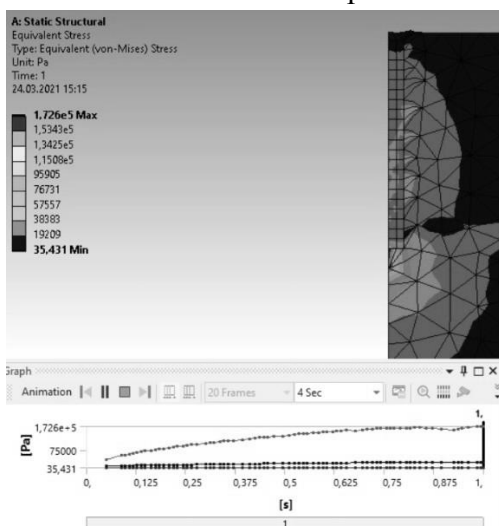 A: Static Structural
Equivalent Stress
Type: Equivalent (von-Mises) Stress
Unit: Pa
Time: 1
24.03.2021 15:15
1,726e5 Max
1,5343e5
1,3425e5
1,1508e5
95905
76731
57557
38383
19209
35,431 Min
Graph
Animation 20 Frames 4 Sec
1,
1,726e+5
75000
35,431
[Pa]
0, 0,125 0,25 0,375 0,5 0,625 0,75 0,875 1,
[s]
1